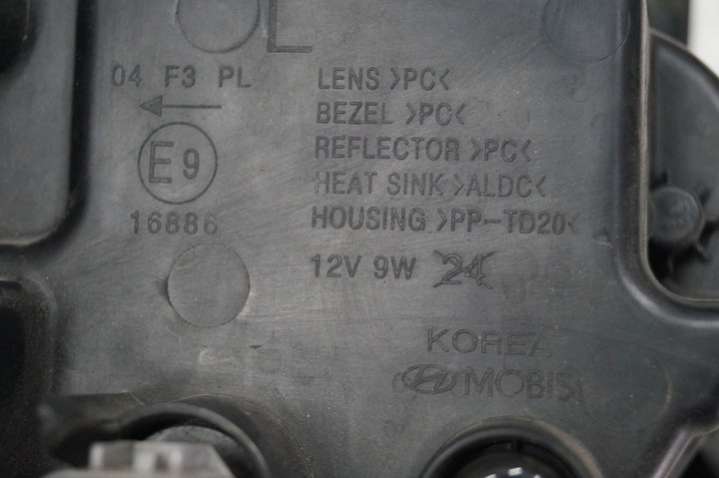 L
04 F3 PL
E9
16886
LENS >PC<
BEZEL >PC<
REFLECTOR >PC<
HEAT SINK >ALDC<
HOUSING >PP-TD20<
12V 9W 24
KOREA
MOBIS